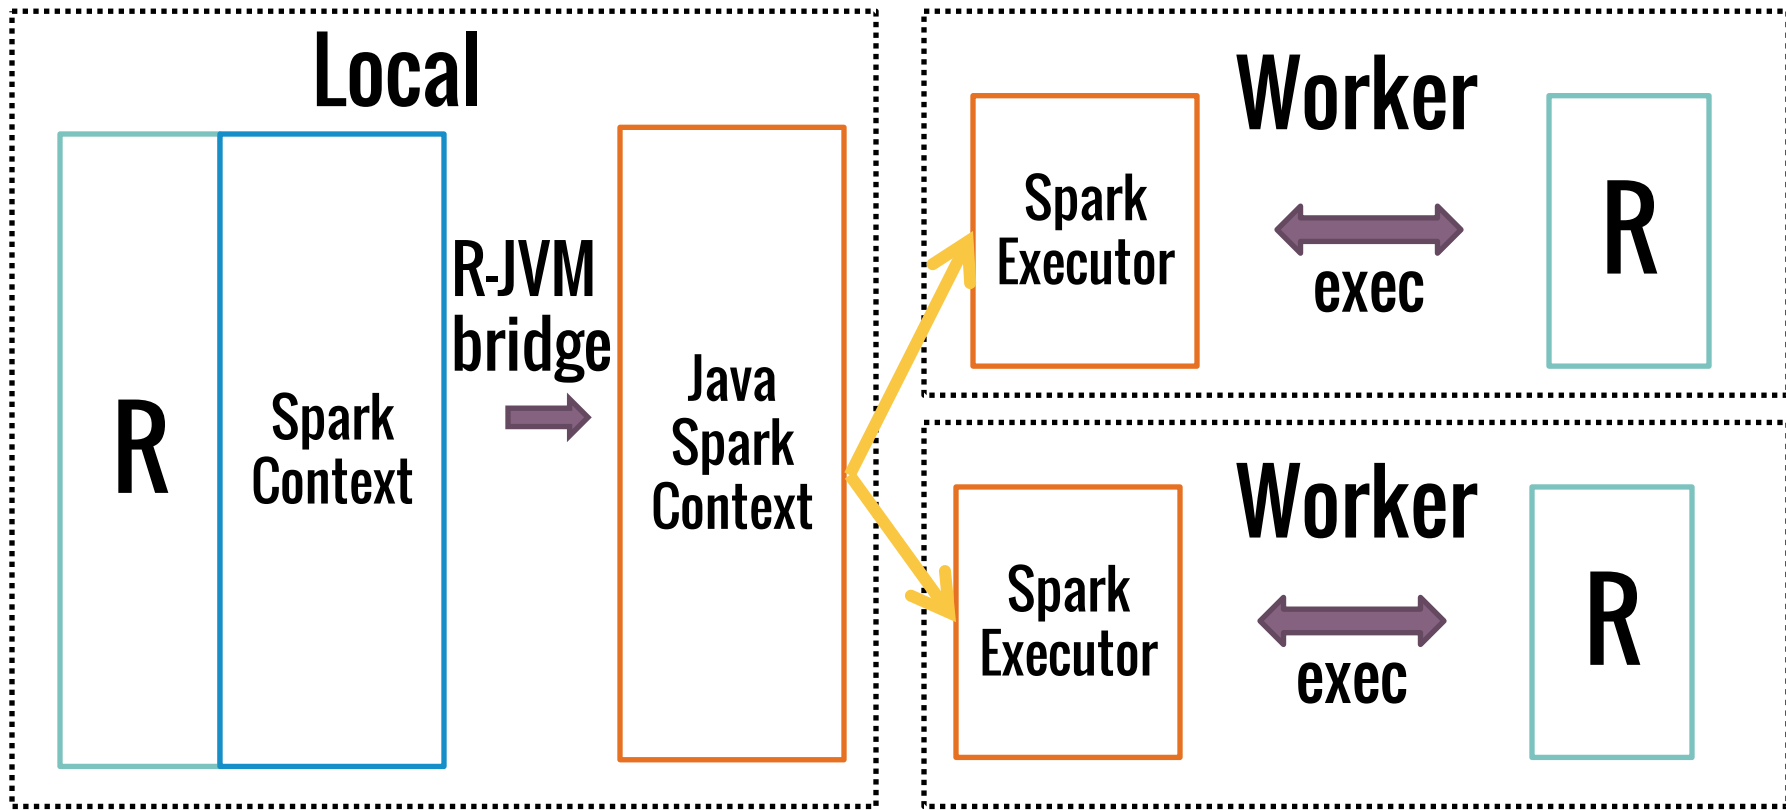 Local
R
Spark
Context
R-JVM
bridge
Java
Spark
Context
Worker
Spark
Executor
exec
R
Worker
Spark
Executor
exec
R